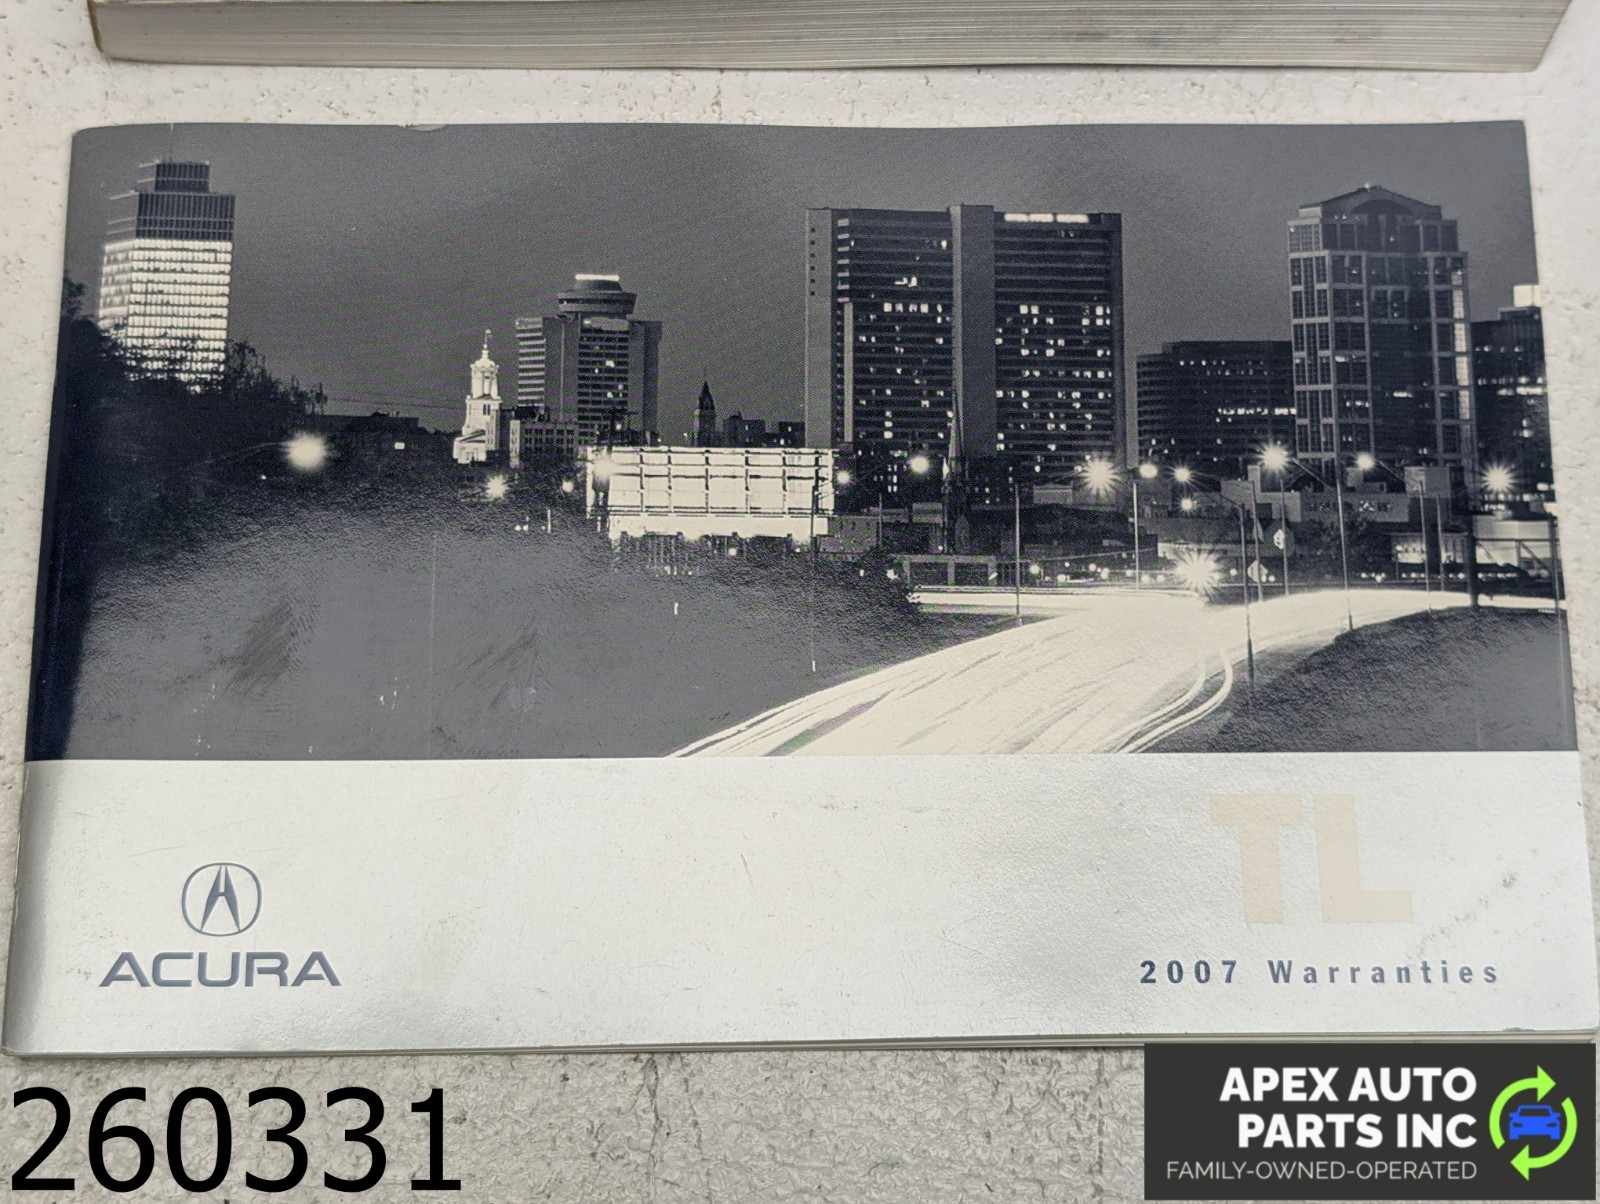 TL
ACURA
2007 Warranties
260331
APEX AUTO
PARTS INC
FAMILY-OWNED-OPERATED